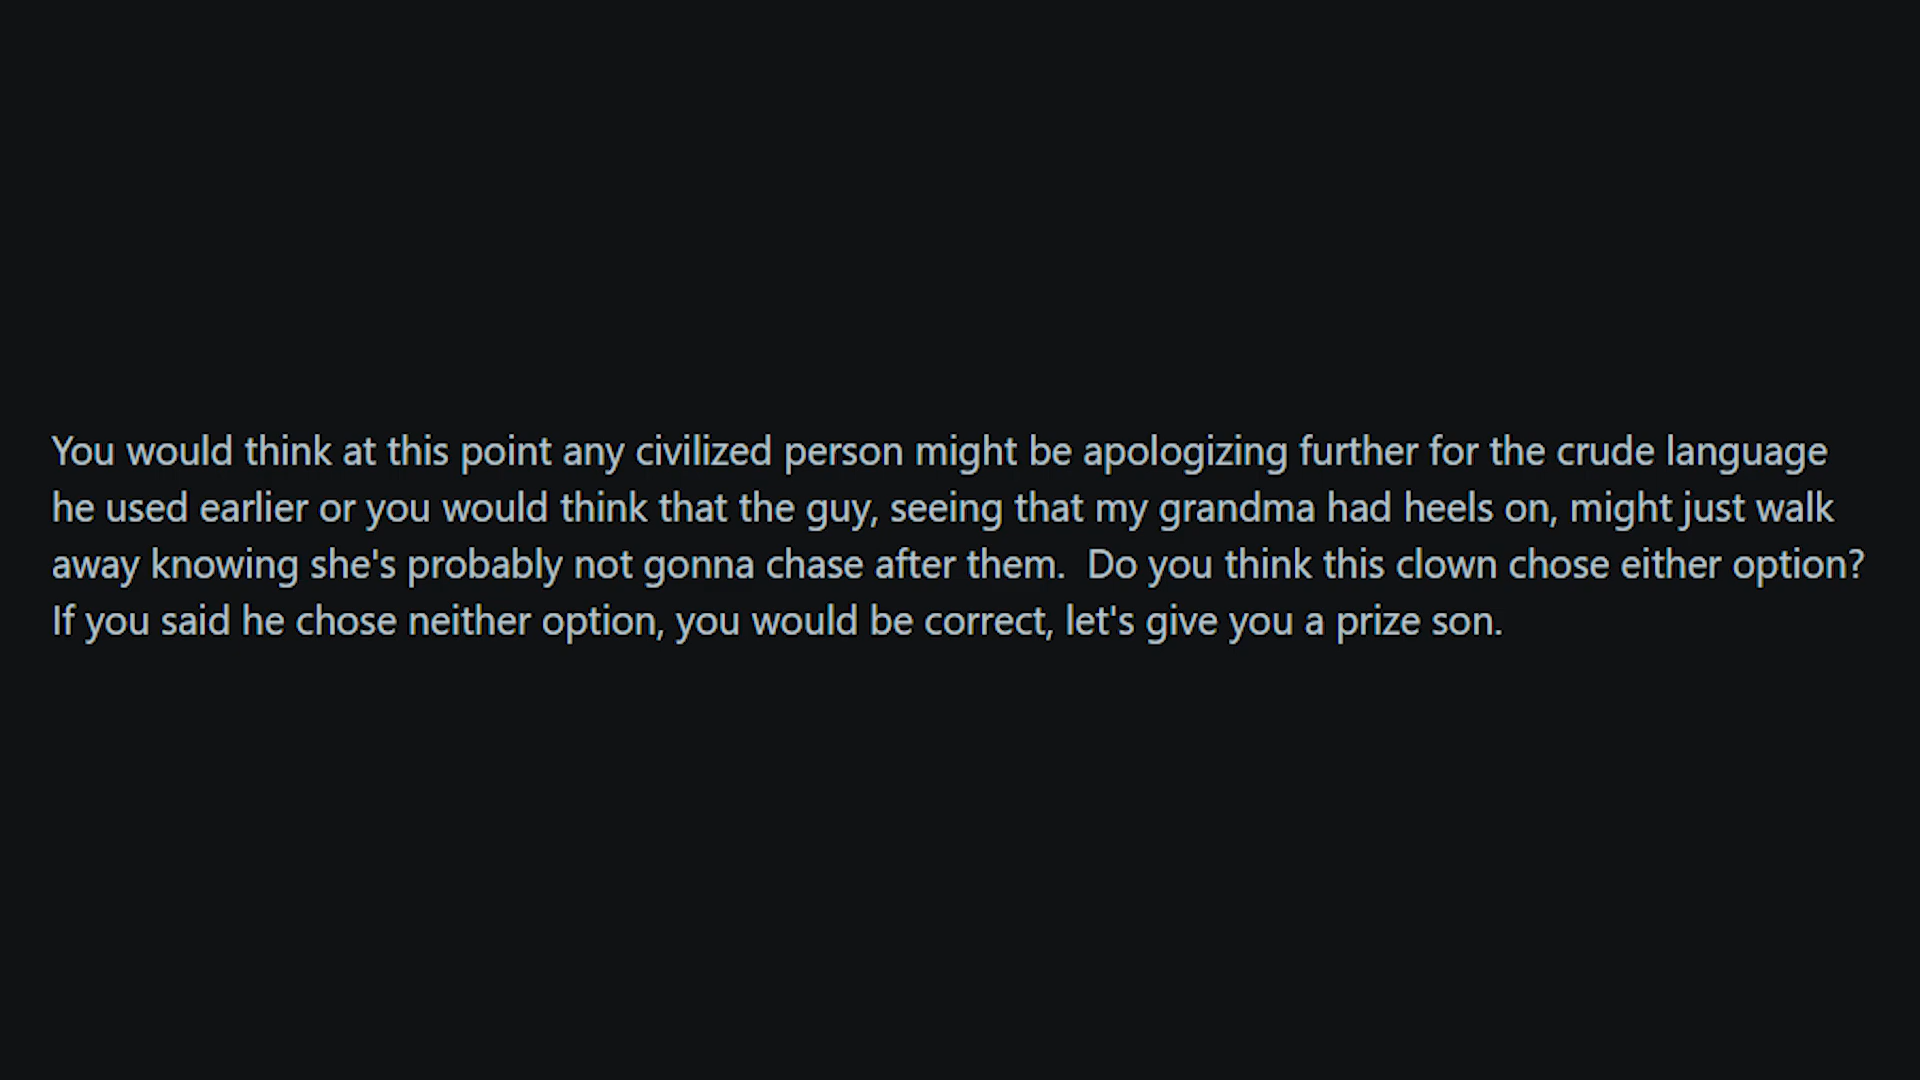 You would think at this point any civilized person might be apologizing further for the crude language
he used earlier or you would think that the guy, seeing that my grandma had heels on, might just walk
away knowing she's probably not gonna chase after them.  Do you think this clown chose either option?
If you said he chose neither option, you would be correct, let's give you a prize son.